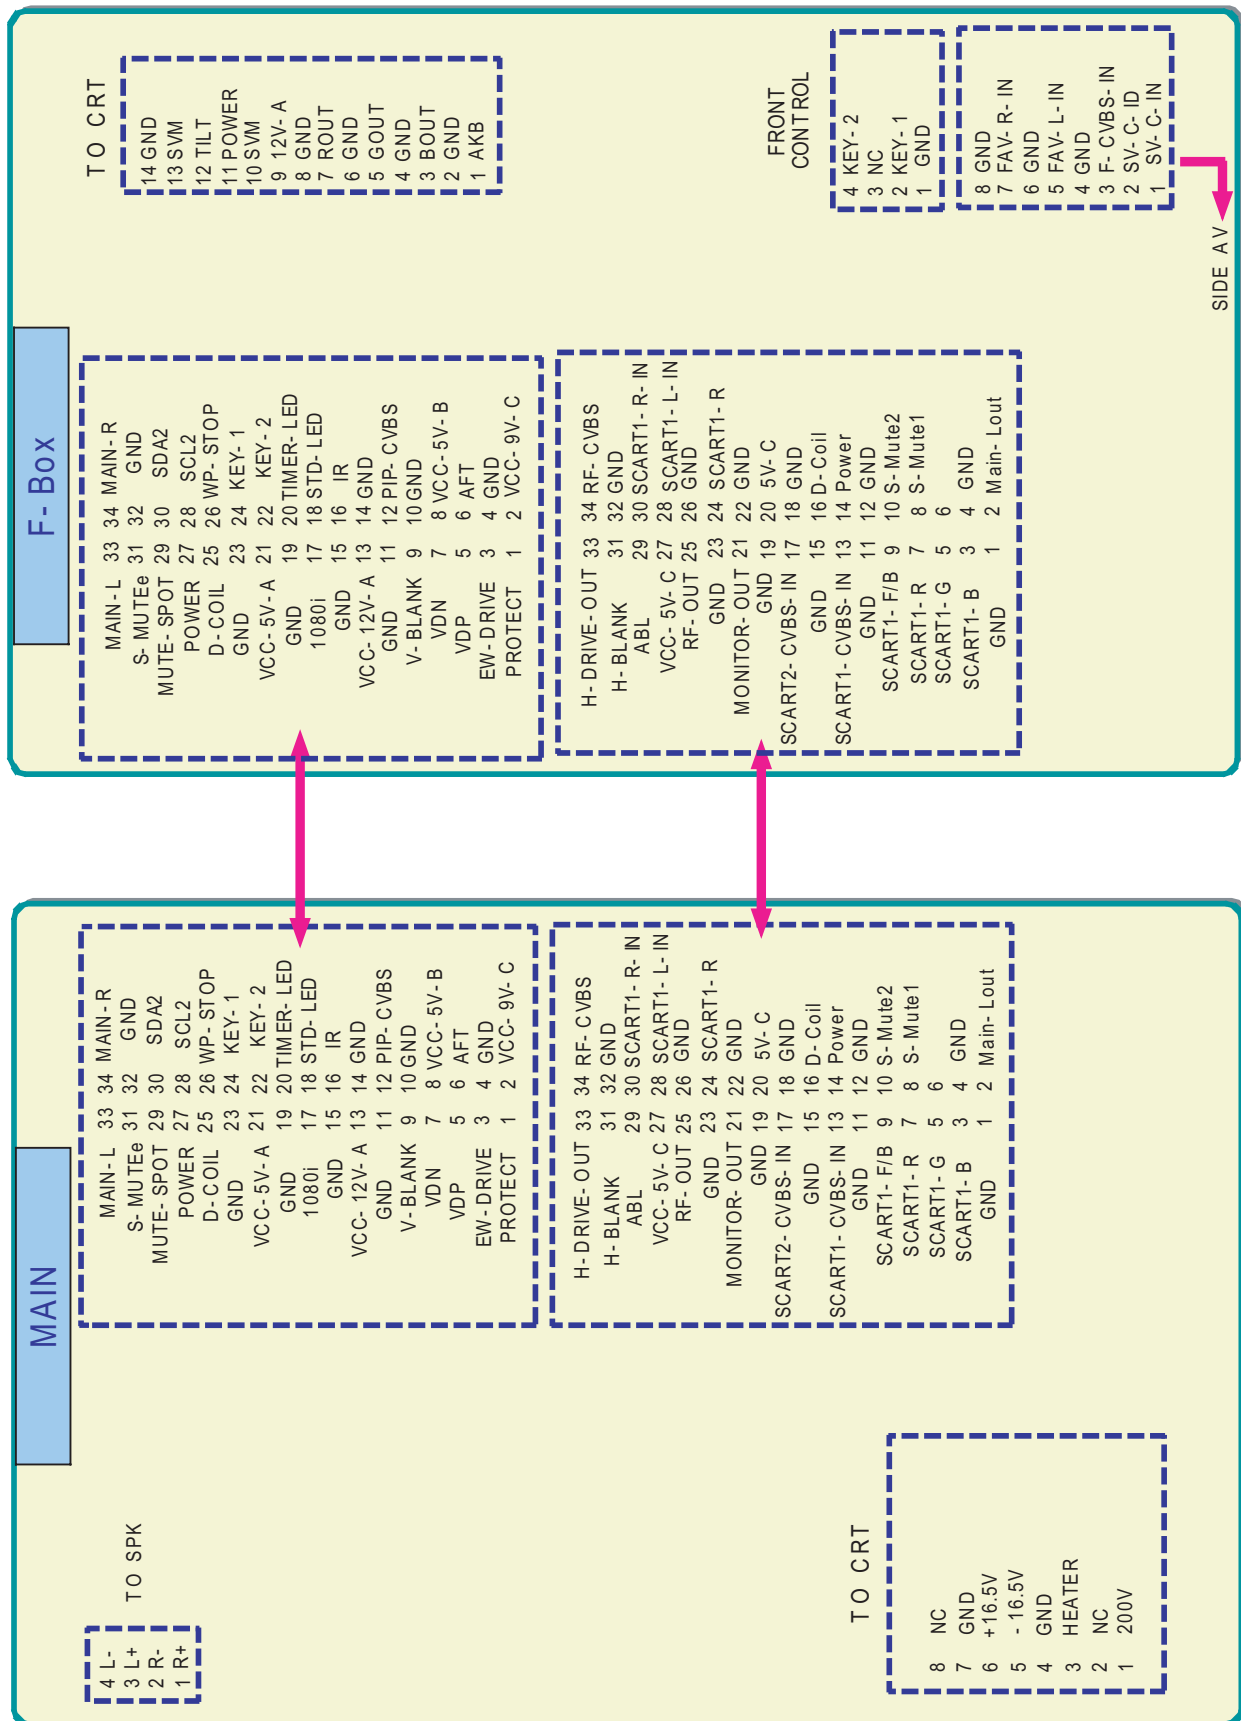 F-Box
TO CRT
14 GND
13 SVM
12 TILT
11 POWER
10 SVM
9 12V-A
8 GND
7 ROUT
6 GND
5 GOUT
4 GND
3 BOUT
2 GND
1 AKB
FRONT
CONTROL
4 KEY-2
3 NC
2 KEY-1
1 GND
8 GND
7 FAV-R-IN
6 GND
5 FAV-L-IN
4 GND
3 F-CVBS-IN
2 SV-C-ID
1 SV-C-IN
SIDE AV
MAIN-L 33 34 MAIN-R
S-MUTEe 31 32 GND
MUTE-SPOT 29 30 SDA2
POWER 27 28 SCL2
D-COIL 25 26 WP-STOP
GND 23 24 KEY-1
VCC-5V-A 21 22 KEY-2
GND 19 20 TIMER-LED
1080i 17 18 STD-LED
GND 15 16 IR
VCC-12V-A 13 14 GND
GND 11 12 PIP-CVBS
V-BLANK 9 10 GND
VDN 7 8 VCC-5V-B
VDP 5 6 AFT
EW-DRIVE 3 4 GND
PROTECT 1 2 VCC-9V-C
H-DRIVE-OUT 33 34 RF-CVBS
H-BLANK 31 32 GND
ABL 29 30 SCART1-R-IN
VCC-5V-C 27 28 SCART1-L-IN
RF-OUT 25 26 GND
GND 23 24 SCART1-R
MONITOR-OUT 21 22 GND
GND 19 20 5V-C
SCART2-CVBS-IN 17 18 GND
GND 15 16 D-Coil
SCART1-CVBS-IN 13 14 Power
GND 11 12 GND
SCART1-F/B 9 10 S-Mute2
SCART1-R 7 8 S-Mute1
SCART1-G 5 6
SCART1-B 3 4 GND
GND 1 2 Main-Lout
MAIN
MAIN-L 33 34 MAIN-R
S-MUTEe 31 32 GND
MUTE-SPOT 29 30 SDA2
POWER 27 28 SCL2
D-COIL 25 26 WP-STOP
GND 23 24 KEY-1
VCC-5V-A 21 22 KEY-2
GND 19 20 TIMER-LED
1080i 17 18 STD-LED
GND 15 16 IR
VCC-12V-A 13 14 GND
GND 11 12 PIP-CVBS
V-BLANK 9 10 GND
VDN 7 8 VCC-5V-B
VDP 5 6 AFT
EW-DRIVE 3 4 GND
PROTECT 1 2 VCC-9V-C
H-DRIVE-OUT 33 34 RF-CVBS
H-BLANK 31 32 GND
ABL 29 30 SCART1-R-IN
VCC-5V-C 27 28 SCART1-L-IN
RF-OUT 25 26 GND
GND 23 24 SCART1-R
MONITOR-OUT 21 22 GND
GND 19 20 5V-C
SCART2-CVBS-IN 17 18 GND
GND 15 16 D-Coil
SCART1-CVBS-IN 13 14 Power
GND 11 12 GND
SCART1-F/B 9 10 S-Mute2
SCART1-R 7 8 S-Mute1
SCART1-G 5 6
SCART1-B 3 4 GND
GND 1 2 Main-Lout
4 L-
3 L+
2 R-
1 R+
TO SPK
TO CRT
8 NC
7 GND
6 +16.5V
5 -16.5V
4 GND
3 HEATER
2 NC
1 200V